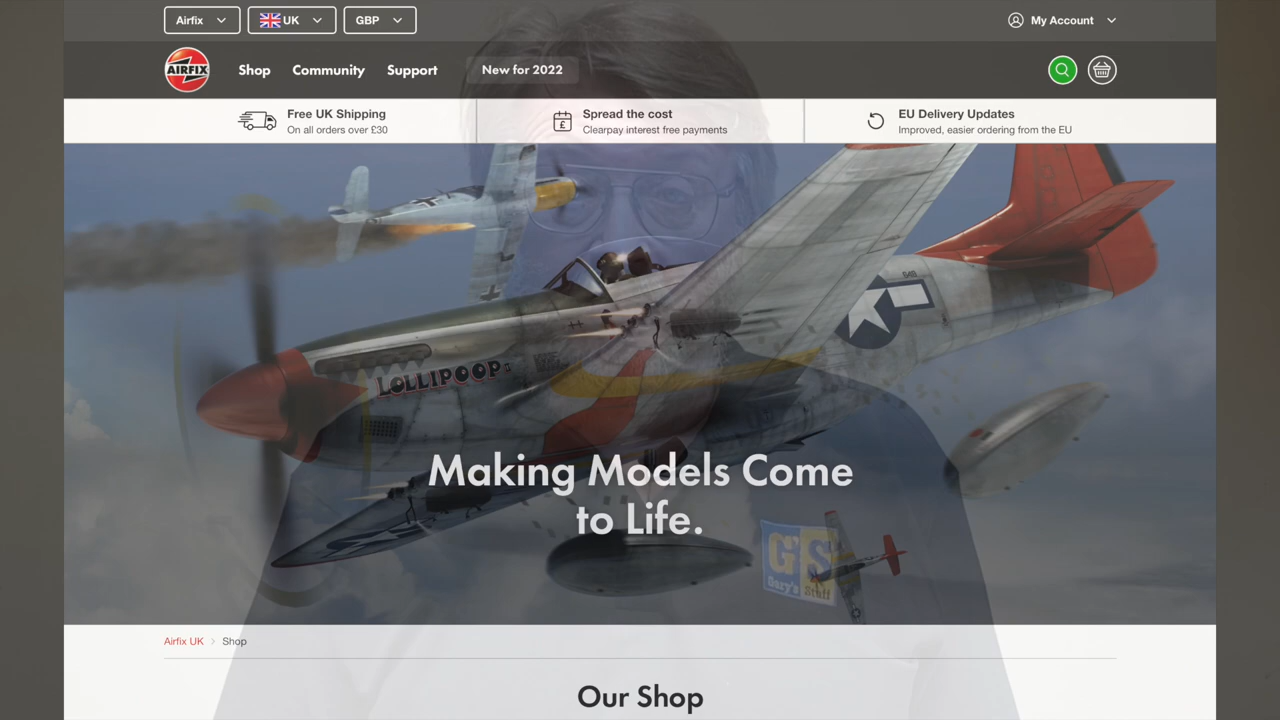 Airfix
UK
GBP
My Account
AIRFIX
Shop
Community
Support
New for 2022
Free UK Shipping
On all orders over £30
Spread the cost
Clearpay interest free payments
EU Delivery Updates
Improved, easier ordering from the EU
LOLLIPOOP
Making Models Come
to Life.
G's
Gary's
Stuff
Airfix UK > Shop
Our Shop